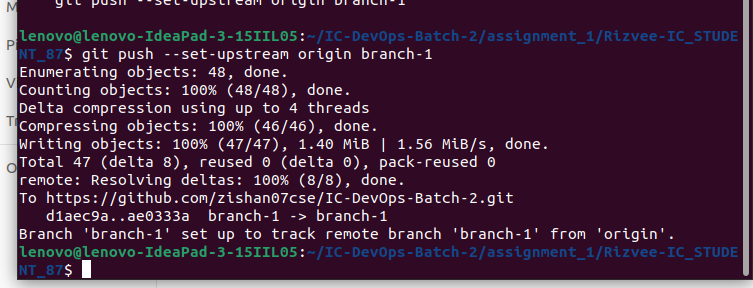 git push --set-upstream origin branch-1
lenovo@lenovo-IdeaPad-3-15IIL05:~/IC-DevOps-Batch-2/assignment_1/Rizvee-IC_STUDE
NT_87$ git push --set-upstream origin branch-1
Enumerating objects: 48, done.
Counting objects: 100% (48/48), done.
Delta compression using up to 4 threads
Compressing objects: 100% (46/46), done.
Writing objects: 100% (47/47), 1.40 MiB | 1.56 MiB/s, done.
Total 47 (delta 8), reused 0 (delta 0), pack-reused 0
remote: Resolving deltas: 100% (8/8), done.
To https://github.com/zishan07cse/IC-DevOps-Batch-2.git
   d1aec9a..ae0333a  branch-1 -> branch-1
Branch 'branch-1' set up to track remote branch 'branch-1' from 'origin'.
lenovo@lenovo-IdeaPad-3-15IIL05:~/IC-DevOps-Batch-2/assignment_1/Rizvee-IC_STUDE
NT_87$